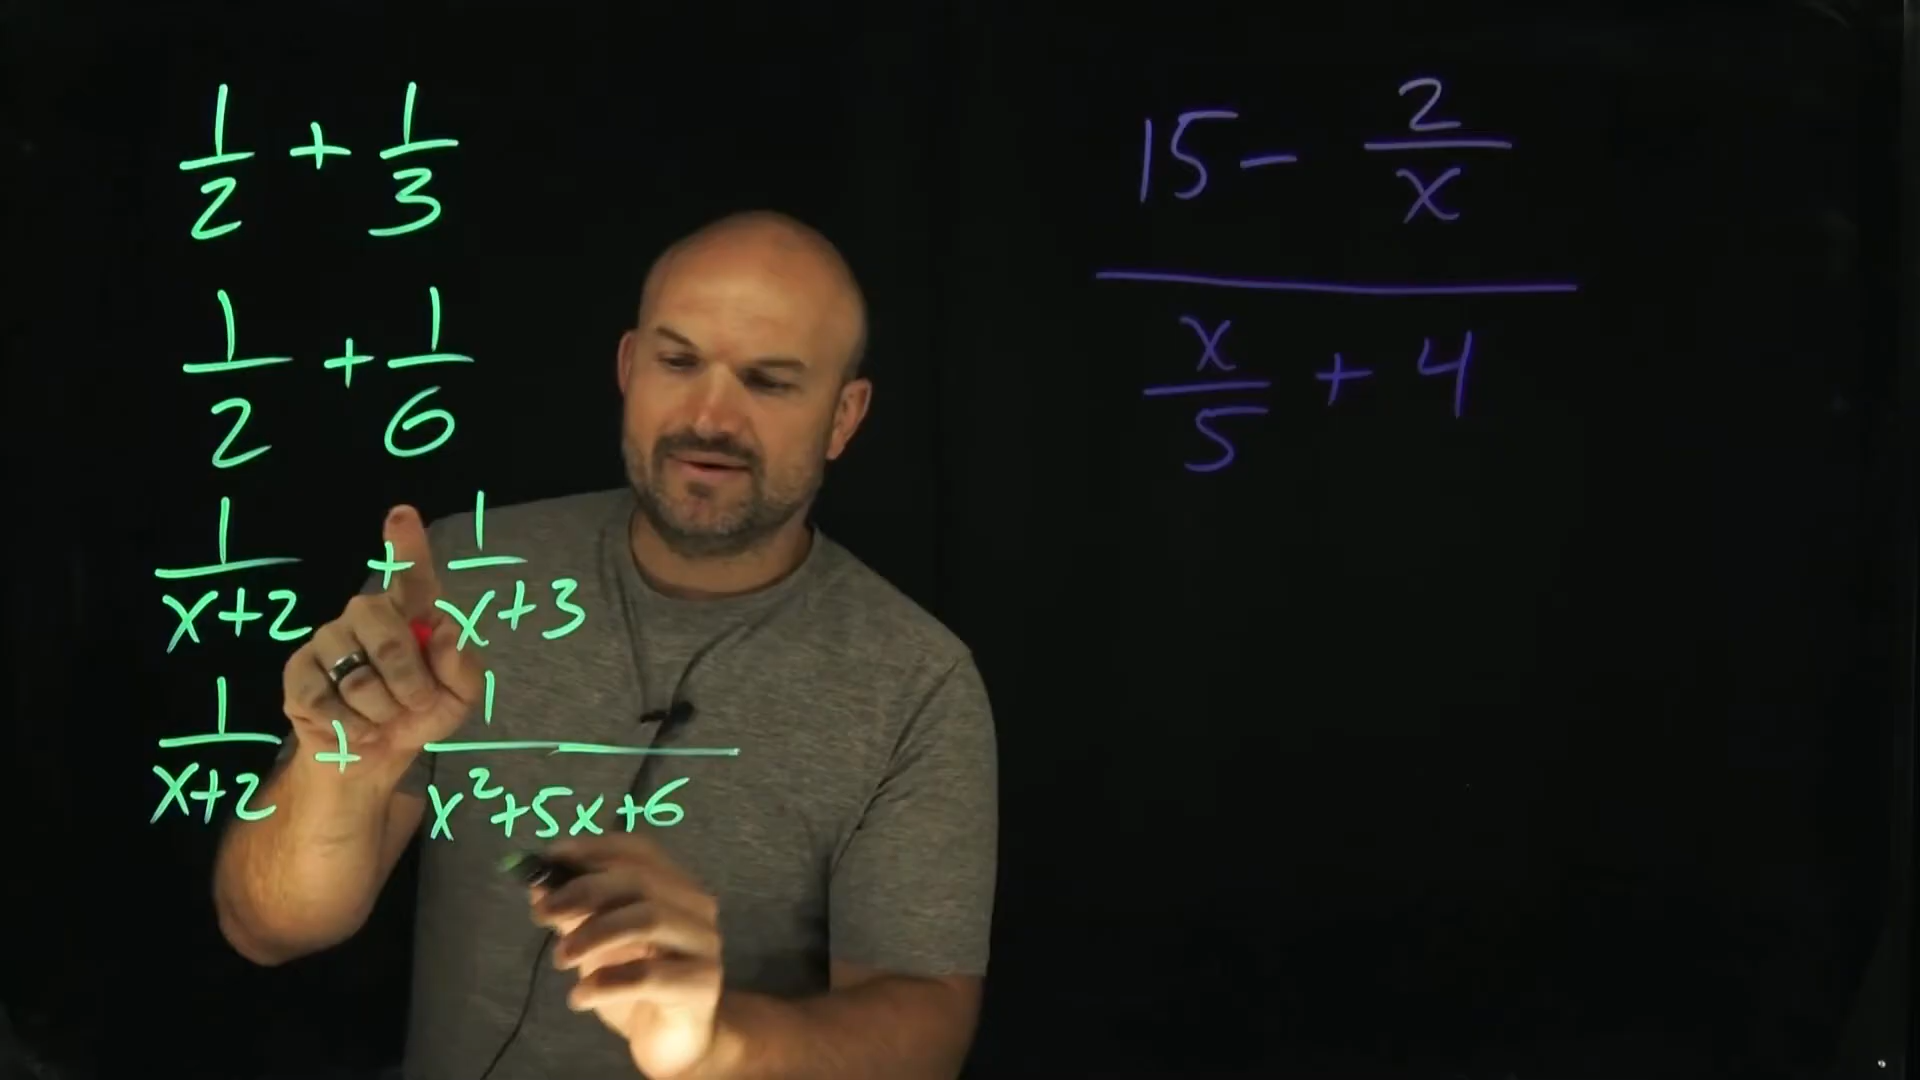 1/2 + 1/3
1/2 + 1/6
1/(x+2) + 1/(x+3)
1/(x+2) + 1/(x²+5x+6)
15 - 2/x
x/5 + 4